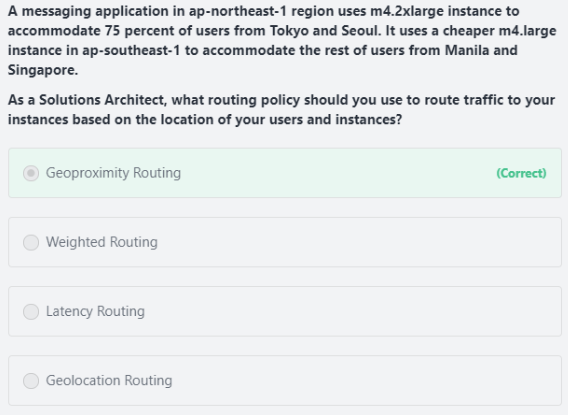 A messaging application in ap-northeast-1 region uses m4.2xlarge instance to
accommodate 75 percent of users from Tokyo and Seoul. It uses a cheaper m4.large
instance in ap-southeast-1 to accommodate the rest of users from Manila and
Singapore.
As a Solutions Architect, what routing policy should you use to route traffic to your
instances based on the location of your users and instances?
Geoproximity Routing (Correct)
Weighted Routing
Latency Routing
Geolocation Routing